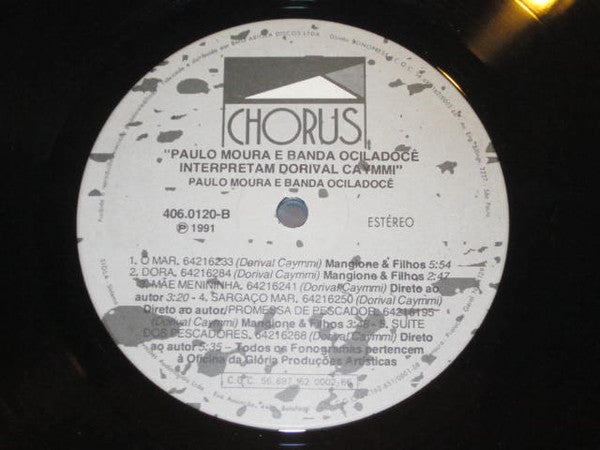 CHORUS
"PAULO MOURA E BANDA OCILADOCÊ
INTERPRETAM DORIVAL CAYMMI"
PAULO MOURA E BANDA OCILADOCÊ
406.0120-B
Ⓟ 1991
ESTÉREO
1. O MAR. 64216233 (Dorival Caymmi) Mangione & Filhos 5:54
2. DORA. 64216284 (Dorival Caymmi) Mangione & Filhos 2:47
3. MÃE MENININHA. 64216241 (Dorival Caymmi) Direto ao
autor 3:20 - 4. SARGAÇO MAR. 64216250 (Dorival Caymmi)
Direto ao autor/PROMESSA DE PESCADOR. 64216195
(Dorival Caymmi) Mangione & Filhos 3:28 - 5. SUÍTE
DOS PESCADORES. 64216268 (Dorival Caymmi) Direto
ao autor 5:35 – Todos os Fonogramas pertencem
à Oficina da Glória Produções Artísticas